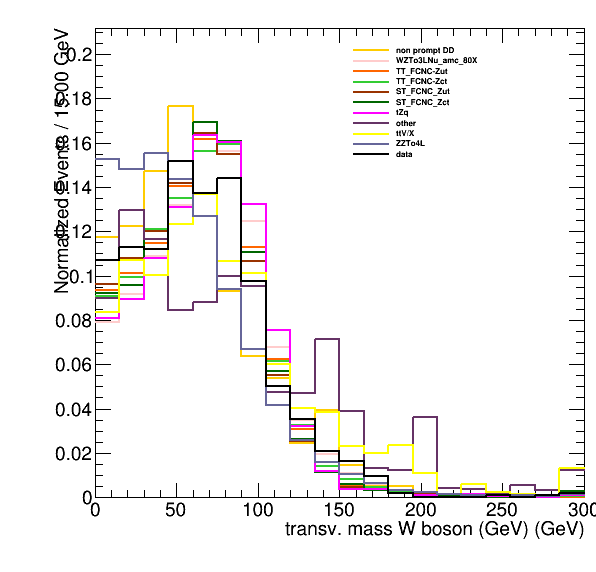 Normalized Events / 15.00 GeV
0.2
0.18
0.16
0.14
0.12
0.1
0.08
0.06
0.04
0.02
0
non prompt DD
WZTo3LNu_amc_80X
TT_FCNC-Zut
TT_FCNC-Zct
ST_FCNC_Zut
ST_FCNC_Zct
tZq
other
ttV/X
ZZTo4L
data
0 50 100 150 200 250 300
transv. mass W boson (GeV) (GeV)